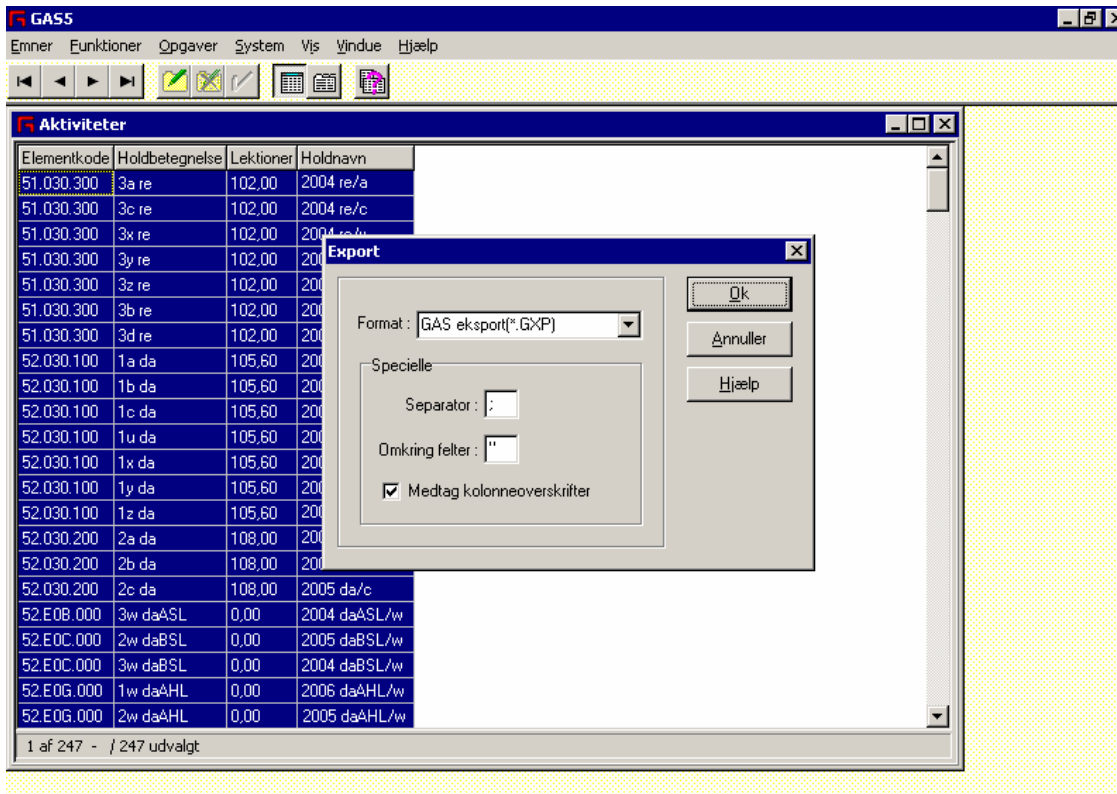 GAS5
Emner Funktioner Opgaver System Vis Vindue Hjælp
Aktiviteter
Elementkode Holdbetegnelse Lektioner Holdnavn
51.030.300 3a re 102,00 2004 re/a
51.030.300 3c re 102,00 2004 re/c
51.030.300 3x re 102,00
51.030.300 3y re 102,00
51.030.300 3z re 102,00
51.030.300 3b re 102,00
51.030.300 3d re 102,00
52.030.100 1a da 105,60
52.030.100 1b da 105,60
52.030.100 1c da 105,60
52.030.100 1u da 105,60
52.030.100 1x da 105,60
52.030.100 1y da 105,60
52.030.100 1z da 105,60
52.030.200 2a da 108,00
52.030.200 2b da 108,00
52.030.200 2c da 108,00 2005 da/c
52.E0B.000 3w daASL 0,00 2004 daASL/w
52.E0C.000 2w daBSL 0,00 2005 daBSL/w
52.E0C.000 3w daBSL 0,00 2004 daBSL/w
52.E0G.000 1w daAHL 0,00 2006 daAHL/w
52.E0G.000 2w daAHL 0,00 2005 daAHL/w
1 af 247 - / 247 udvalgt
Export
Format : GAS eksport(*.GXP)
Specielle
Separator : ;
Omkring felter : "
Medtag kolonneoverskrifter
Ok
Annuller
Hjælp